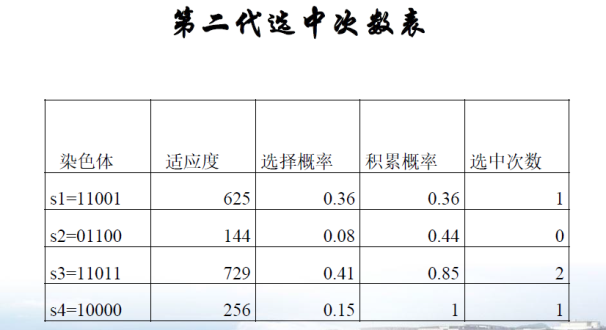 第二代选中次数表
染色体 适应度 选择概率 积累概率 选中次数
s1=11001 625 0.36 0.36 1
s2=01100 144 0.08 0.44 0
s3=11011 729 0.41 0.85 2
s4=10000 256 0.15 1 1